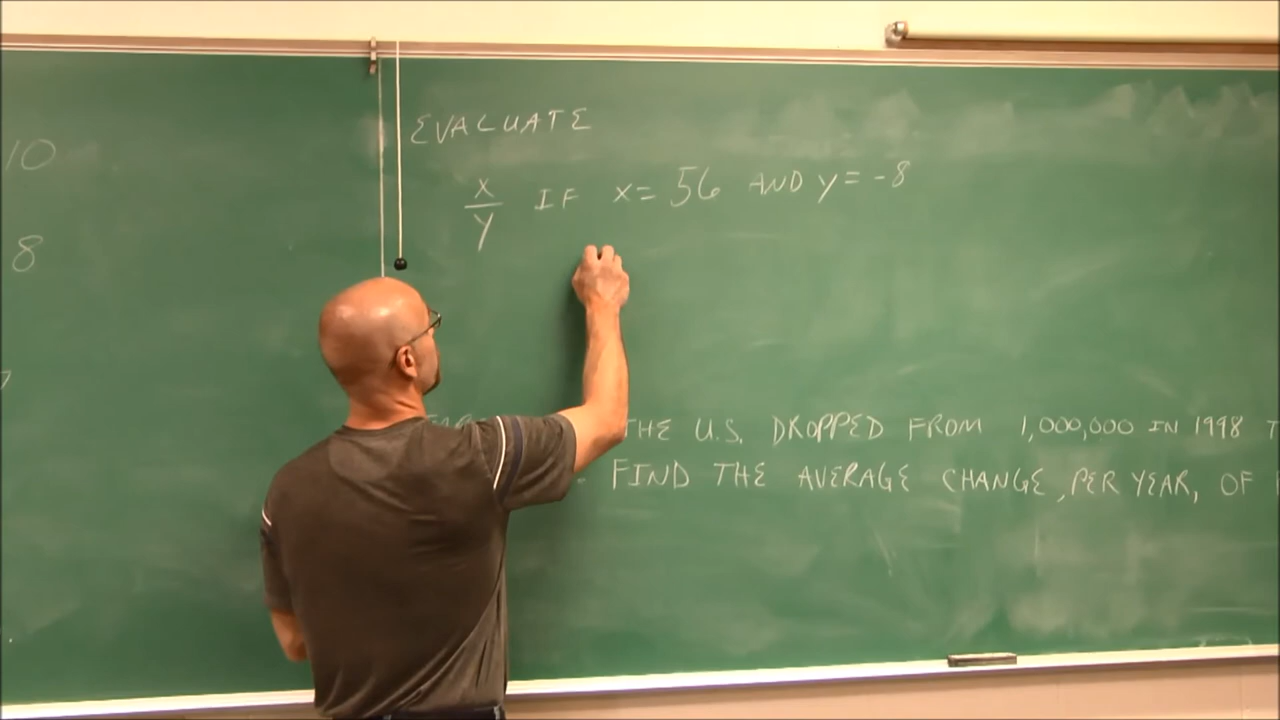 10
8
EVALUATE
x
y
IF x = 56 AND y = -8
THE U.S. DROPPED FROM 1,000,000 IN 1998
FIND THE AVERAGE CHANGE, PER YEAR, OF